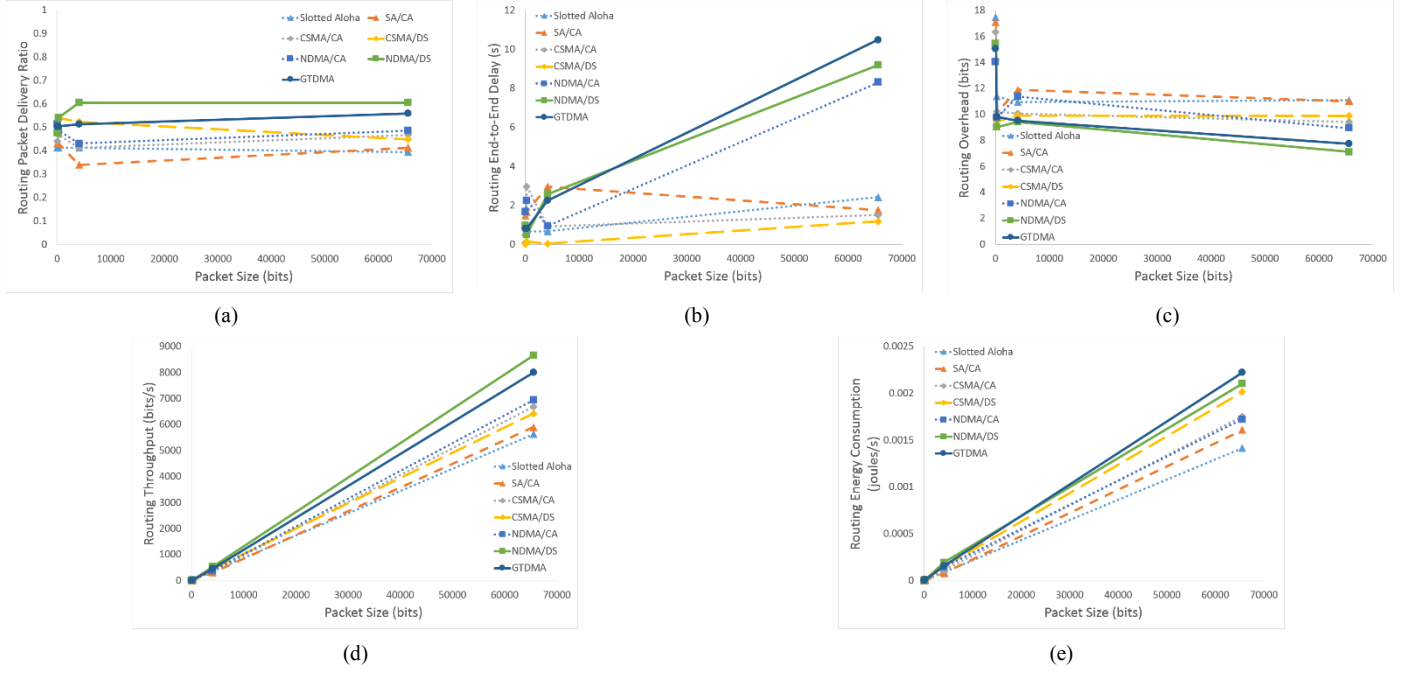 1
0.9
0.8
0.7
0.6
0.5
0.4
0.3
0.2
0.1
0
Routing Packet Delivery Ratio
Slotted Aloha
SA/CA
CSMA/CA
CSMA/DS
NDMA/CA
NDMA/DS
GTDMA
0 10000 20000 30000 40000 50000 60000 70000
Packet Size (bits)
(a)
12
10
8
6
4
2
0
Routing End-to-End Delay (s)
Slotted Aloha
SA/CA
CSMA/CA
CSMA/DS
NDMA/CA
NDMA/DS
GTDMA
0 10000 20000 30000 40000 50000 60000 70000
Packet Size (bits)
(b)
18
16
14
12
10
8
6
4
2
0
Routing Overhead (bits)
Slotted Aloha
SA/CA
CSMA/CA
CSMA/DS
NDMA/CA
NDMA/DS
GTDMA
0 10000 20000 30000 40000 50000 60000 70000
Packet Size (bits)
(c)
9000
8000
7000
6000
5000
4000
3000
2000
1000
0
Routing Throughput (bits/s)
Slotted Aloha
SA/CA
CSMA/CA
CSMA/DS
NDMA/CA
NDMA/DS
GTDMA
0 10000 20000 30000 40000 50000 60000 70000
Packet Size (bits)
(d)
0.0025
0.002
0.0015
0.001
0.0005
0
Routing Energy Consumption
(joules/s)
Slotted Aloha
SA/CA
CSMA/CA
CSMA/DS
NDMA/CA
NDMA/DS
GTDMA
0 10000 20000 30000 40000 50000 60000 70000
Packet Size (bits)
(e)